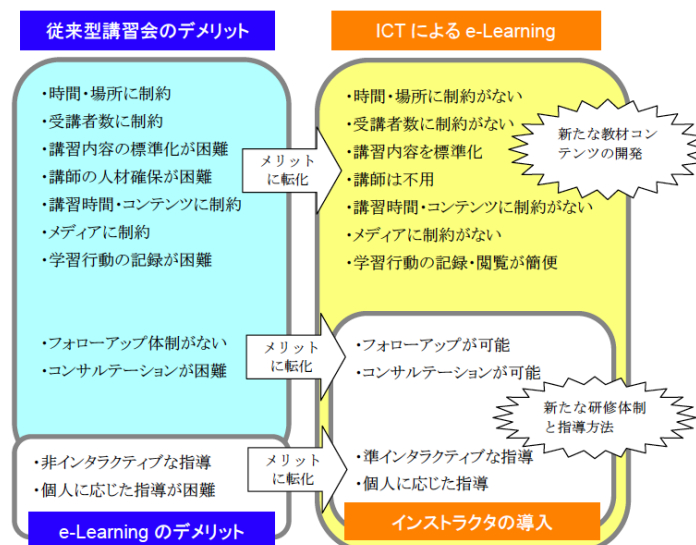 従来型講習会のデメリット
ICTによるe-Learning
・時間・場所に制約
・受講者数に制約
・講習内容の標準化が困難
・講師の人材確保が困難
・講習時間・コンテンツに制約
・メディアに制約
・学習行動の記録が困難
メリット
に転化
・時間・場所に制約がない
・受講者数に制約がない
・講習内容を標準化
・講師は不用
・講習時間・コンテンツに制約がない
・メディアに制約がない
・学習行動の記録・閲覧が簡便
新たな教材コン
テンツの開発
・フォローアップ体制がない
・コンサルテーションが困難
メリット
に転化
・フォローアップが可能
・コンサルテーションが可能
新たな研修体制
と指導方法
・非インタラクティブな指導
・個人に応じた指導が困難
メリット
に転化
・準インタラクティブな指導
・個人に応じた指導
e-Learningのデメリット
インストラクタの導入